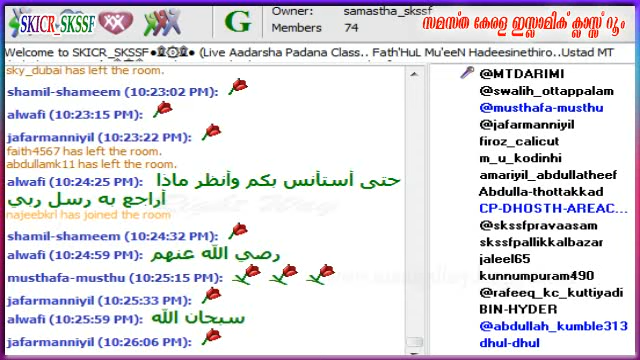 SKICR_SKSSF
Owner: samastha_skssf
Members 74
സമസ്ത കേരള ഇസ്ലാമിക് ക്ലാസ്സ് റൂം
Welcome to SKICR_SKSSF (Live Aadarsha Padana Class.. Fath'HuL Mu'eeN Hadeesinethiro..Ustad MT
sky_dubai has left the room.
shamil-shameem (10:23:02 PM):
alwafi (10:23:15 PM):
jafarmanniyil (10:23:22 PM):
faith4567 has left the room.
abdullamk11 has left the room.
alwafi (10:24:25 PM): حتى أستأنس بكم وأنظر ماذا
أراجع به رسل ربي
najeebkrl has joined the room
shamil-shameem (10:24:32 PM):
alwafi (10:24:59 PM): رضي الله عنهم
musthafa-musthu (10:25:15 PM):
jafarmanniyil (10:25:33 PM):
alwafi (10:25:59 PM): سبحان الله
jafarmanniyil (10:26:06 PM):
@MTDARIMI
@swalih_ottappalam
@musthafa-musthu
@jafarmanniyil
firoz_calicut
m_u_kodinhi
amariyil_abdullatheef
Abdulla-thottakkad
CP-DHOSTH-AREAC...
@skssfpravaasam
skssfpallikkalbazar
jaleel65
kunnumpuram490
@rafeeq_kc_kuttiyadi
BIN-HYDER
@abdullah_kumble313
dhul-dhul